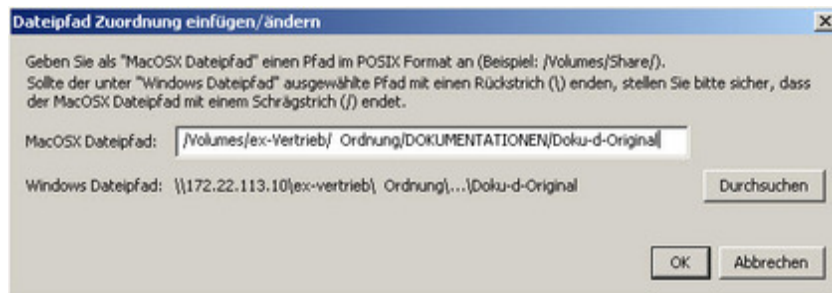 Dateipfad Zuordnung einfügen/ändern
Geben Sie als "MacOSX Dateipfad" einen Pfad im POSIX Format an (Beispiel: /Volumes/Share/).
Sollte der unter "Windows Dateipfad" ausgewählte Pfad mit einen Rückstrich (\) enden, stellen Sie bitte sicher, dass
der MacOSX Dateipfad mit einem Schrägstrich (/) endet.
MacOSX Dateipfad: /Volumes/ex-Vertrieb/  Ordnung/DOKUMENTATIONEN/Doku-d-Original
Windows Dateipfad: \\172.22.113.10\ex-vertrieb\  Ordnung\...\Doku-d-Original Durchsuchen
OK Abbrechen